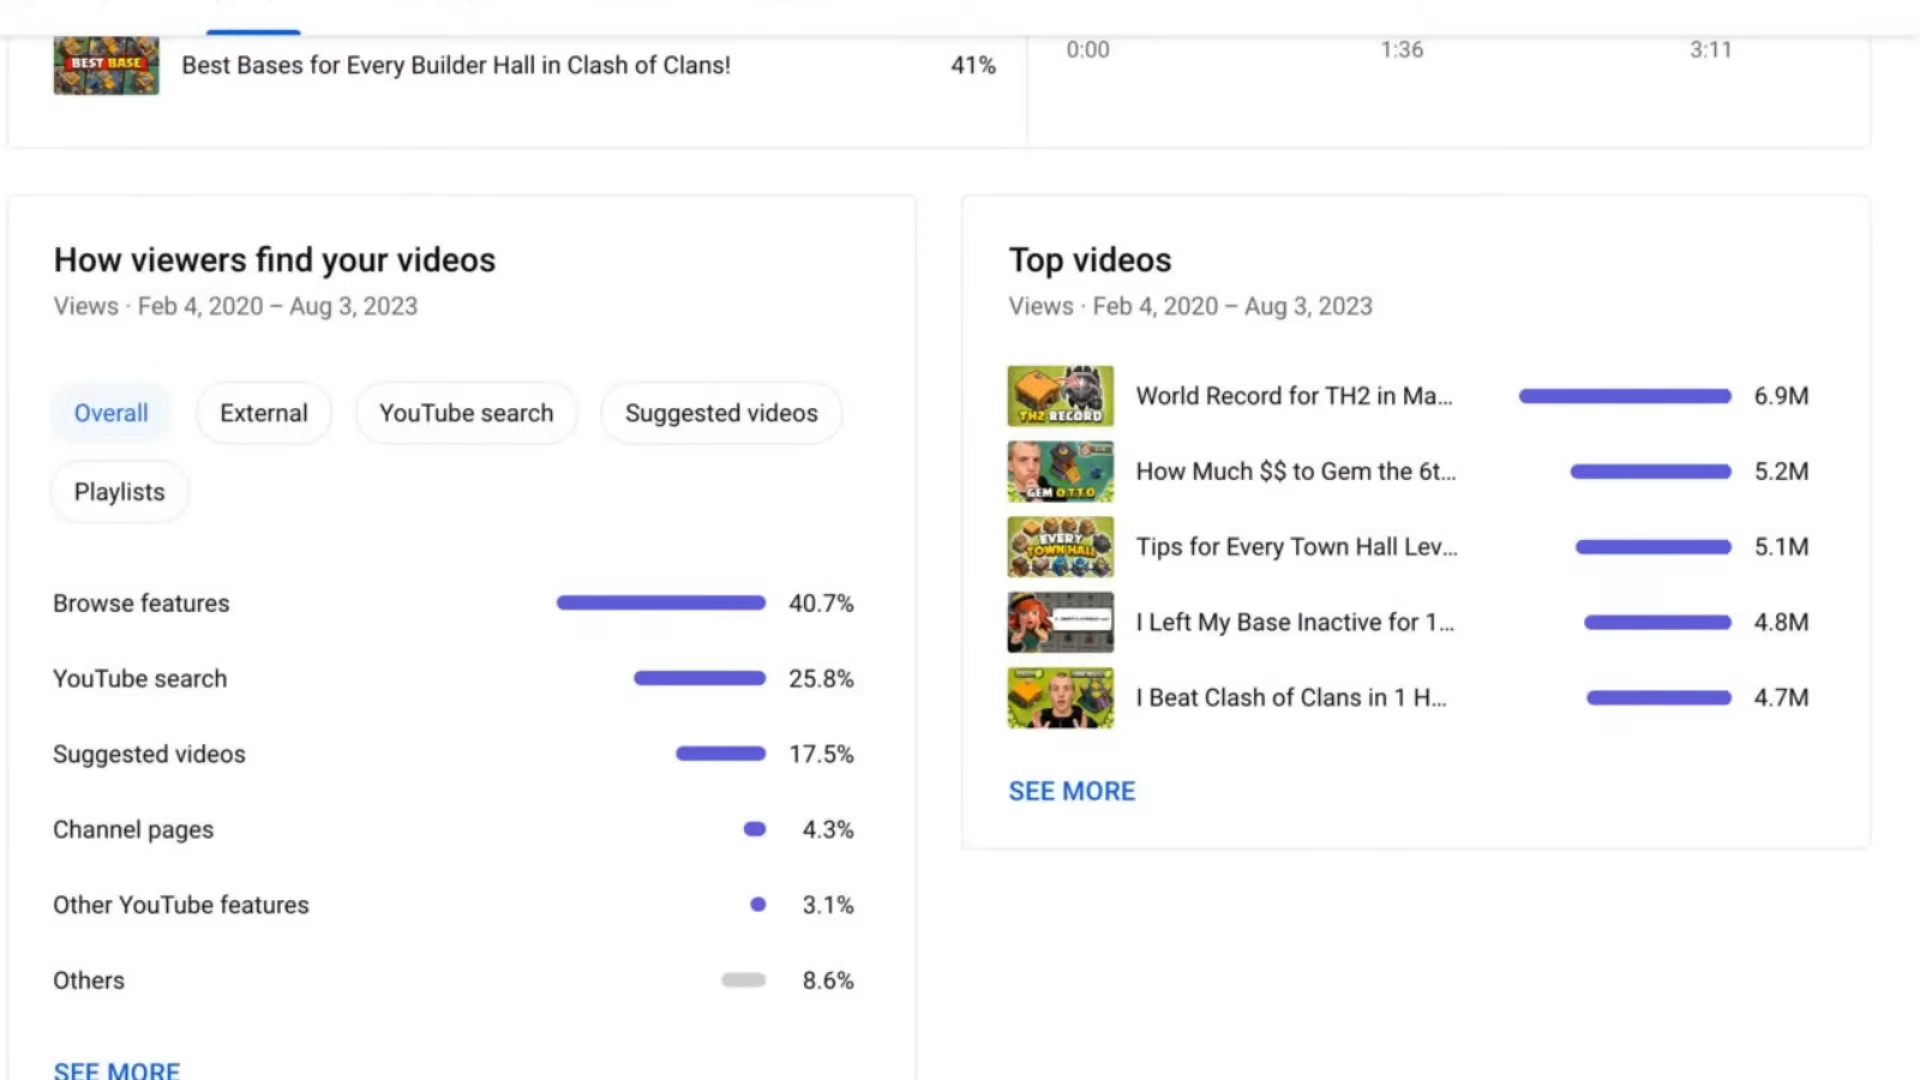 BEST BASE
Best Bases for Every Builder Hall in Clash of Clans!
41%
0:00
1:36
3:11
How viewers find your videos
Views · Feb 4, 2020 – Aug 3, 2023
Overall
External
YouTube search
Suggested videos
Playlists
Browse features
40.7%
YouTube search
25.8%
Suggested videos
17.5%
Channel pages
4.3%
Other YouTube features
3.1%
Others
8.6%
SEE MORE
Top videos
Views · Feb 4, 2020 – Aug 3, 2023
TH2 RECORD
World Record for TH2 in Ma...
6.9M
GEM O.T.T.O
How Much $$ to Gem the 6t...
5.2M
EVERY
TOWN HALL
Tips for Every Town Hall Lev...
5.1M
I Left My Base Inactive for 1...
4.8M
I Beat Clash of Clans in 1 H...
4.7M
SEE MORE